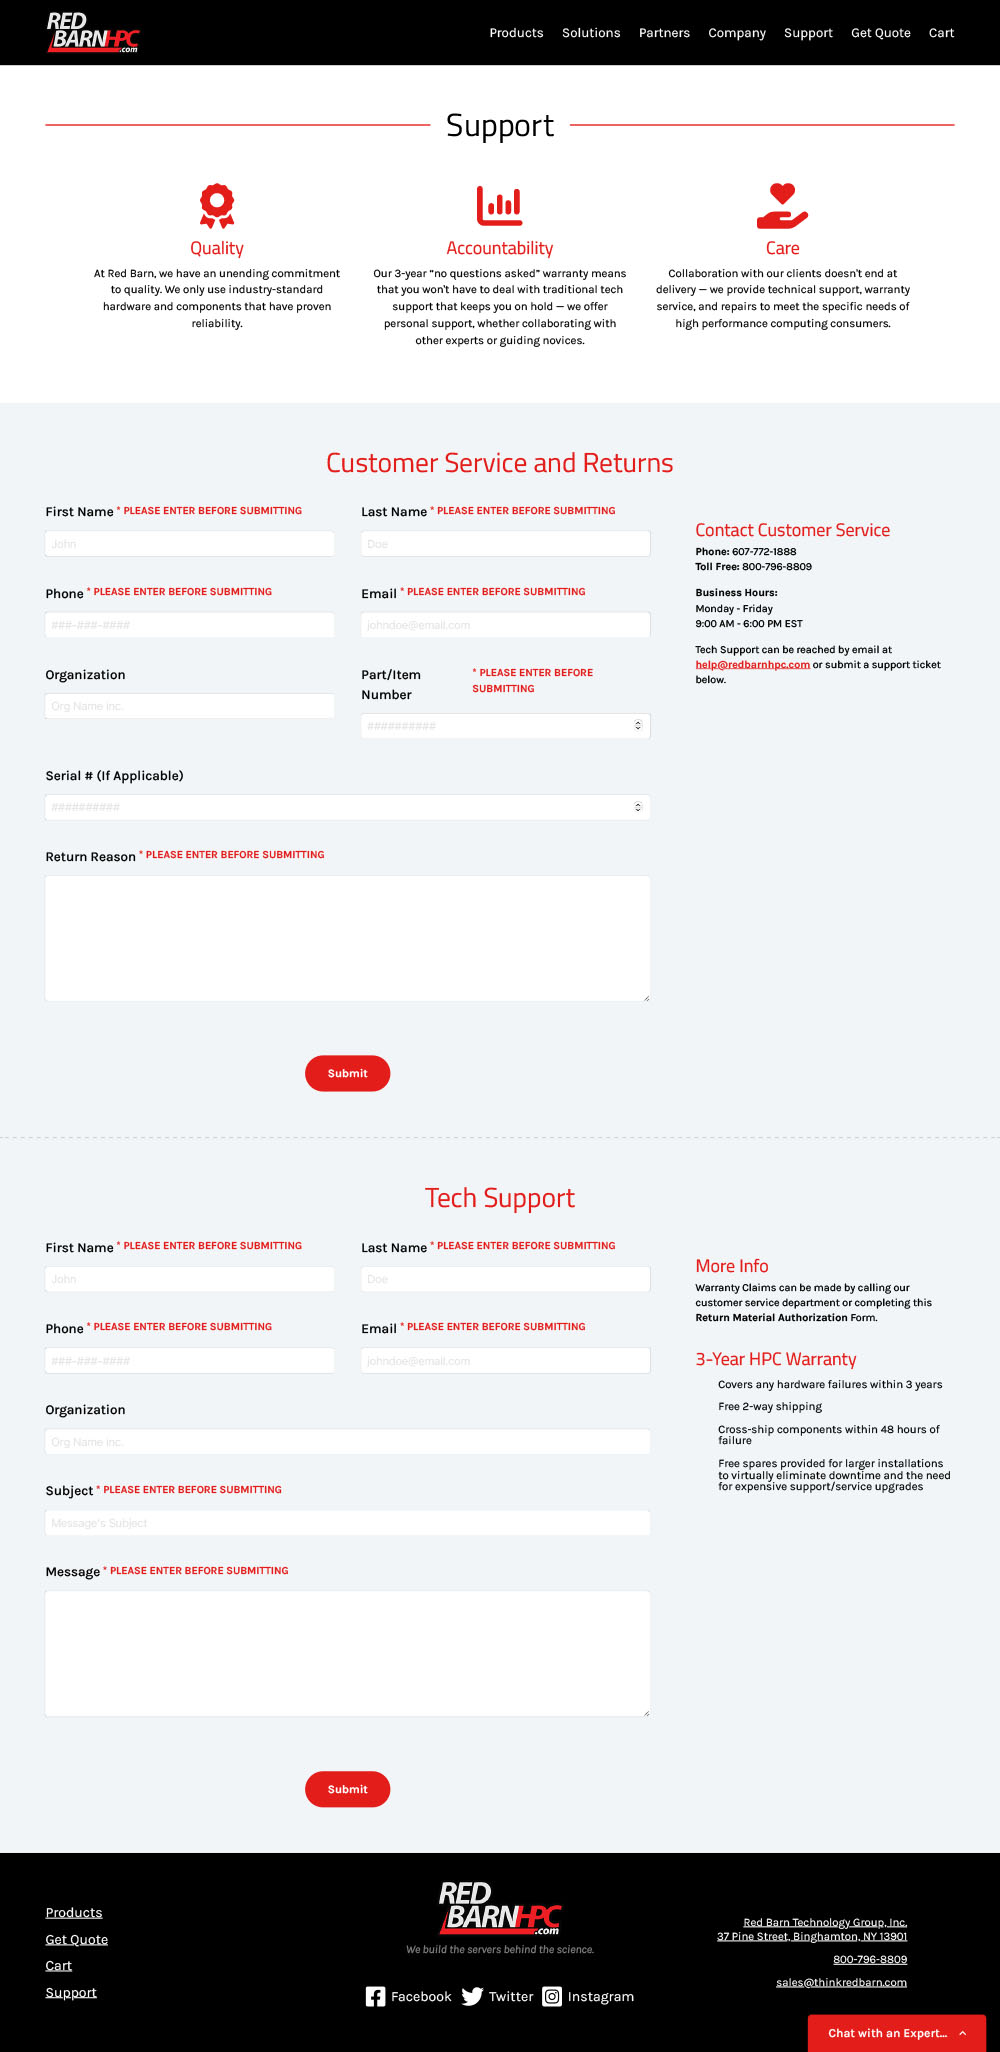 RED
BARNHPC
.com
Products Solutions Partners Company Support Get Quote Cart
Support
Quality
At Red Barn, we have an unending commitment
to quality. We only use industry-standard
hardware and components that have proven
reliability.
Accountability
Our 3-year “no questions asked” warranty means
that you won't have to deal with traditional tech
support that keeps you on hold — we offer
personal support, whether collaborating with
other experts or guiding novices.
Care
Collaboration with our clients doesn't end at
delivery — we provide technical support, warranty
service, and repairs to meet the specific needs of
high performance computing consumers.
Customer Service and Returns
First Name * PLEASE ENTER BEFORE SUBMITTING
John
Last Name * PLEASE ENTER BEFORE SUBMITTING
Doe
Phone * PLEASE ENTER BEFORE SUBMITTING
###-###-####
Email * PLEASE ENTER BEFORE SUBMITTING
johndoe@email.com
Organization
Org Name inc.
Part/Item
Number
* PLEASE ENTER BEFORE
SUBMITTING
##########
Serial # (If Applicable)
##########
Return Reason * PLEASE ENTER BEFORE SUBMITTING
Submit
Contact Customer Service
Phone: 607-772-1888
Toll Free: 800-796-8809
Business Hours:
Monday - Friday
9:00 AM - 6:00 PM EST
Tech Support can be reached by email at
help@redbarnhpc.com or submit a support ticket
below.
Tech Support
First Name * PLEASE ENTER BEFORE SUBMITTING
John
Last Name * PLEASE ENTER BEFORE SUBMITTING
Doe
Phone * PLEASE ENTER BEFORE SUBMITTING
###-###-####
Email * PLEASE ENTER BEFORE SUBMITTING
johndoe@email.com
Organization
Org Name inc.
Subject * PLEASE ENTER BEFORE SUBMITTING
Message's Subject
Message * PLEASE ENTER BEFORE SUBMITTING
Submit
More Info
Warranty Claims can be made by calling our
customer service department or completing this
Return Material Authorization Form.
3-Year HPC Warranty
Covers any hardware failures within 3 years
Free 2-way shipping
Cross-ship components within 48 hours of
failure
Free spares provided for larger installations
to virtually eliminate downtime and the need
for expensive support/service upgrades
Products
Get Quote
Cart
Support
RED
BARNHPC
.com
We build the servers behind the science.
Facebook Twitter Instagram
Red Barn Technology Group, Inc.
37 Pine Street, Binghamton, NY 13901
800-796-8809
sales@thinkredbarn.com
Chat with an Expert...